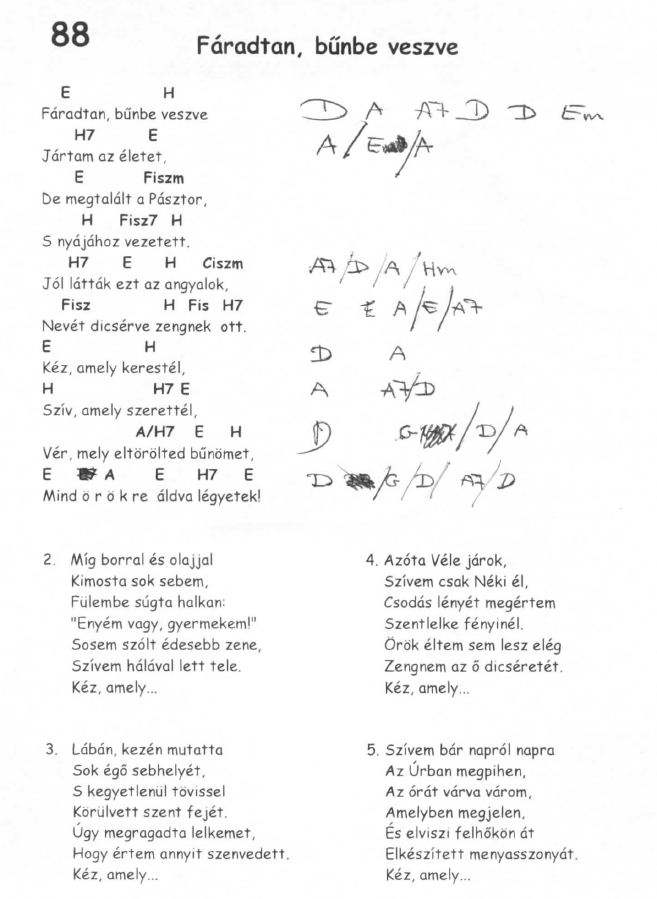 88
Fáradtan, bűnbe veszve
E H
Fáradtan, bűnbe veszve
H7 E
Jártam az életet,
E Fiszm
De megtalált a Pásztor,
H Fisz7 H
S nyájához vezetett.
H7 E H Ciszm
Jól látták ezt az angyalok,
Fisz H Fis H7
Nevét dicsérve zengnek ott.
E H
Kéz, amely kerestél,
H H7 E
Szív, amely szerettél,
A/H7 E H
Vér, mely eltörölted bűnömet,
E A E H7 E
Mind ö r ö k re áldva légyetek!
D A A7 D D Em
A / /A
A7/D/A/Hm
E E A/E/A7
D A
A A7/D
D G /D/A
D /G/D/ A7/D
2. Míg borral és olajjal
Kimosta sok sebem,
Fülembe súgta halkan:
"Enyém vagy, gyermekem!"
Sosem szólt édesebb zene,
Szívem hálával lett tele.
Kéz, amely...
3. Lábán, kezén mutatta
Sok égő sebhelyét,
S kegyetlenül tövissel
Körülvett szent fejét.
Úgy megragadta lelkemet,
Hogy értem annyit szenvedett.
Kéz, amely...
4. Azóta Véle járok,
Szívem csak Néki él,
Csodás lényét megértem
Szentlelke fényinél.
Örök éltem sem lesz elég
Zengnem az ő dicséretét.
Kéz, amely...
5. Szívem bár napról napra
Az Úrban megpihen,
Az órát várva várom,
Amelyben megjelen,
És elviszi felhőkön át
Elkészített menyasszonyát.
Kéz, amely...